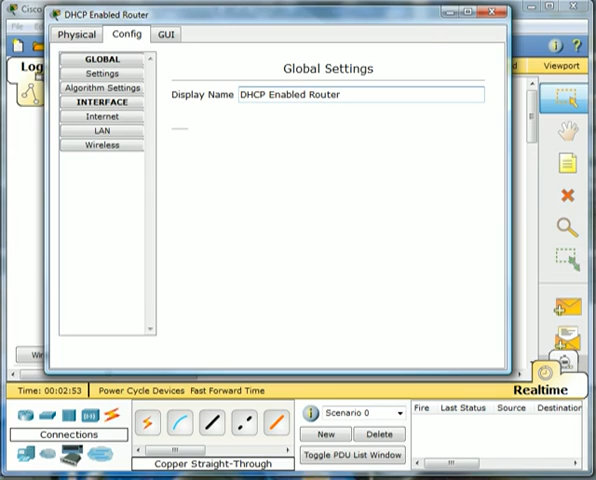 Cisco
DHCP Enabled Router
Physical
Config
GUI
Log
Viewport
GLOBAL
Settings
Algorithm Settings
INTERFACE
Internet
LAN
Wireless
Global Settings
Display Name DHCP Enabled Router
Time: 00:02:53
Power Cycle Devices Fast Forward Time
Realtime
Connections
Copper Straight-Through
Scenario 0
New
Delete
Toggle PDU List Window
Fire Last Status Source Destination